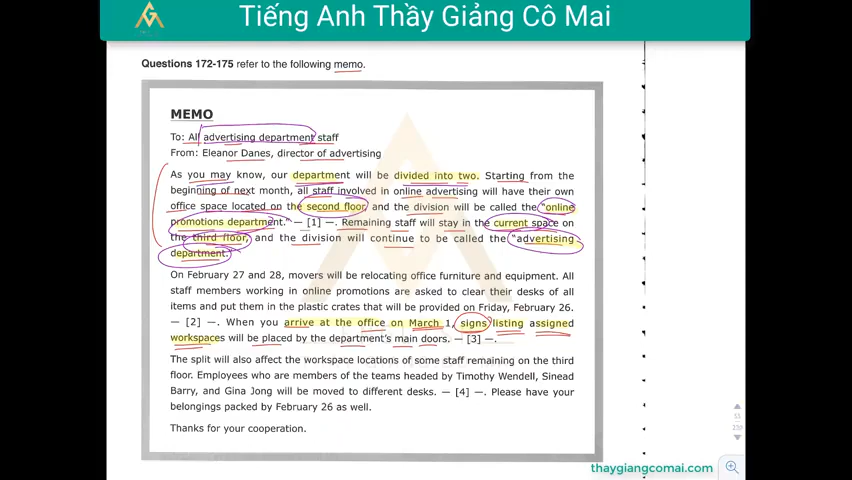 Tiếng Anh Thầy Giảng Cô Mai
Questions 172-175 refer to the following memo.
MEMO
To: All advertising department staff
From: Eleanor Danes, director of advertising
As you may know, our department will be divided into two. Starting from the
beginning of next month, all staff involved in online advertising will have their own
office space located on the second floor, and the division will be called the “online
promotions department.” — [1] —. Remaining staff will stay in the current space on
the third floor, and the division will continue to be called the “advertising
department.”
On February 27 and 28, movers will be relocating office furniture and equipment. All
staff members working in online promotions are asked to clear their desks of all
items and put them in the plastic crates that will be provided on Friday, February 26.
— [2] —. When you arrive at the office on March 1, signs listing assigned
workspaces will be placed by the department’s main doors. — [3] —.
The split will also affect the workspace locations of some staff remaining on the third
floor. Employees who are members of the teams headed by Timothy Wendell, Sinead
Barry, and Gina Jong will be moved to different desks. — [4] —. Please have your
belongings packed by February 26 as well.
Thanks for your cooperation.
thaygiangcomai.com